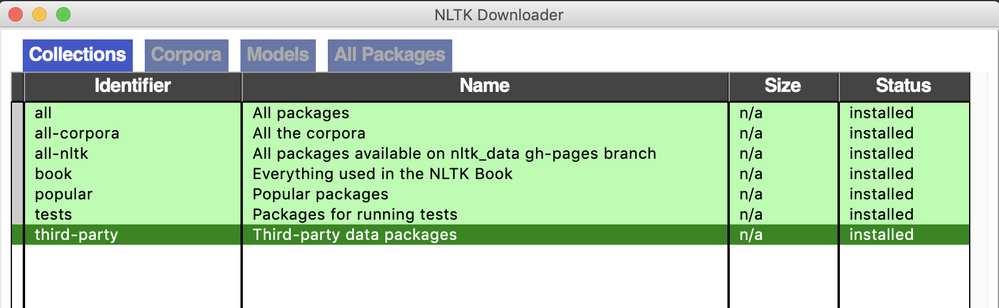 NLTK Downloader
Collections Corpora Models All Packages
Identifier Name Size Status
all All packages n/a installed
all-corpora All the corpora n/a installed
all-nltk All packages available on nltk_data gh-pages branch n/a installed
book Everything used in the NLTK Book n/a installed
popular Popular packages n/a installed
tests Packages for running tests n/a installed
third-party Third-party data packages n/a installed